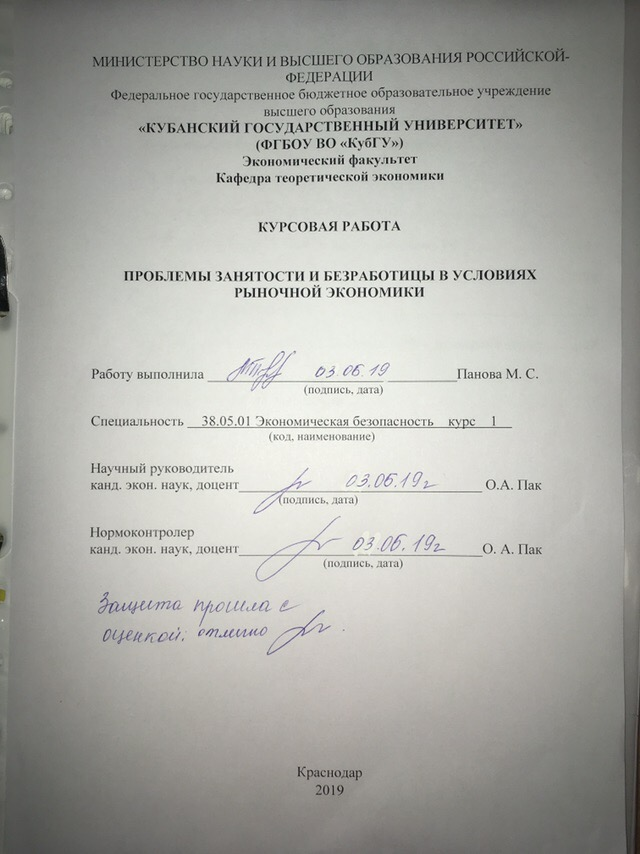 МИНИСТЕРСТВО НАУКИ И ВЫСШЕГО ОБРАЗОВАНИЯ РОССИЙСКОЙ-
ФЕДЕРАЦИИ
Федеральное государственное бюджетное образовательное учреждение
высшего образования
«КУБАНСКИЙ ГОСУДАРСТВЕННЫЙ УНИВЕРСИТЕТ»
(ФГБОУ ВО «КубГУ»)
Экономический факультет
Кафедра теоретической экономики
КУРСОВАЯ РАБОТА
ПРОБЛЕМЫ ЗАНЯТОСТИ И БЕЗРАБОТИЦЫ В УСЛОВИЯХ
РЫНОЧНОЙ ЭКОНОМИКИ
Работу выполнила 03.06.19 Панова М. С.
(подпись, дата)
Специальность 38.05.01 Экономическая безопасность курс 1
(код, наименование)
Научный руководитель
канд. экон. наук, доцент 03.06.19г О.А. Пак
(подпись, дата)
Нормоконтролер
канд. экон. наук, доцент 03.06.19г О. А. Пак
(подпись, дата)
Защита прошла с
оценкой: отлично
Краснодар
2019